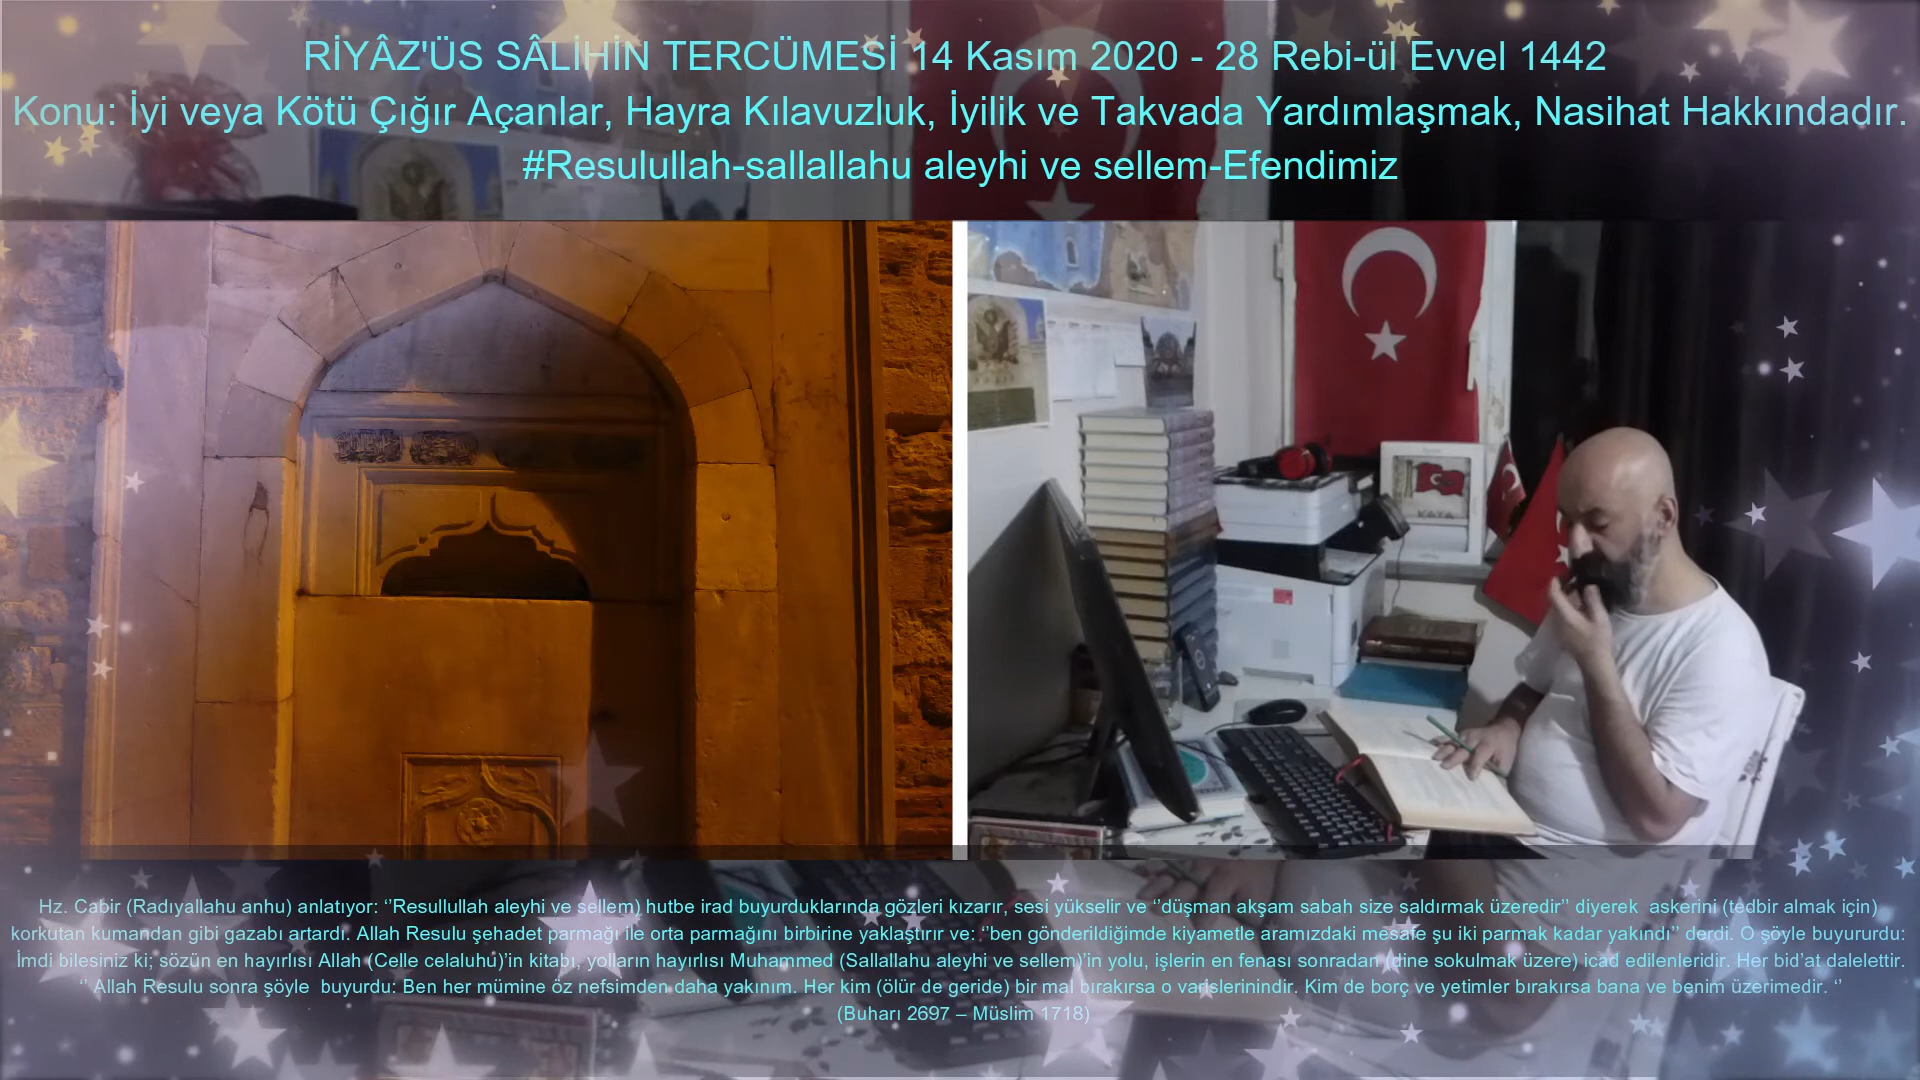 RİYÂZ'ÜS SÂLİHİN TERCÜMESİ 14 Kasım 2020 - 28 Rebi-ül Evvel 1442
Konu: İyi veya Kötü Çığır Açanlar, Hayra Kılavuzluk, İyilik ve Takvada Yardımlaşmak, Nasihat Hakkındadır.
#Resulullah-sallallahu aleyhi ve sellem-Efendimiz
KAYA
Hz. Cabir (Radıyallahu anhu) anlatıyor: ‘’Resullullah aleyhi ve sellem) hutbe irad buyurduklarında gözleri kızarır, sesi yükselir ve ‘’düşman akşam sabah size saldırmak üzeredir’’ diyerek askerini (tedbir almak için)
korkutan kumandan gibi gazabı artardı. Allah Resulu şehadet parmağı ile orta parmağını birbirine yaklaştırır ve: ‘’ben gönderildiğimde kiyametle aramızdaki mesafe şu iki parmak kadar yakındı’’ derdi. O şöyle buyururdu:
İmdi bilesiniz ki; sözün en hayırlısı Allah (Celle celaluhu)’in kitabı, yolların hayırlısı Muhammed (Sallallahu aleyhi ve sellem)’in yolu, işlerin en fenası sonradan (dine sokulmak üzere) icad edilenleridir. Her bid’at dalelettir.
‘’ Allah Resulu sonra şöyle buyurdu: Ben her mümine öz nefsimden daha yakınım. Her kim (ölür de geride) bir mal bırakırsa o varislerinindir. Kim de borç ve yetimler bırakırsa bana ve benim üzerimedir. ‘’
(Buharı 2697 – Müslim 1718)